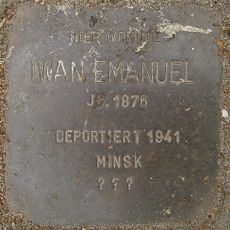 HIER WOHNTE
IWAN EMANUEL
JG. 1876
DEPORTIERT 1941
MINSK
? ? ?